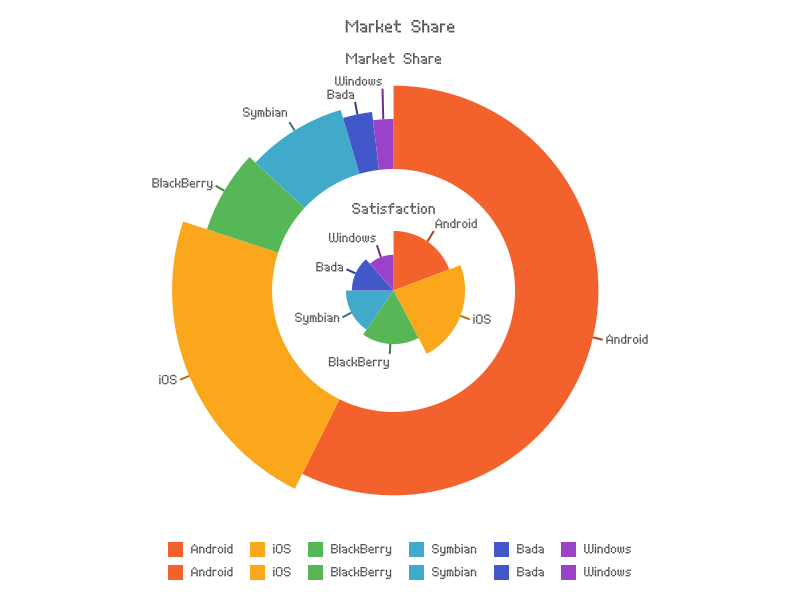 Market Share
Market Share
Windows
Bada
Symbian
BlackBerry
Satisfaction
Android
Windows
Bada
Symbian
iOS
Android
BlackBerry
iOS
Android iOS BlackBerry Symbian Bada Windows
Android iOS BlackBerry Symbian Bada Windows